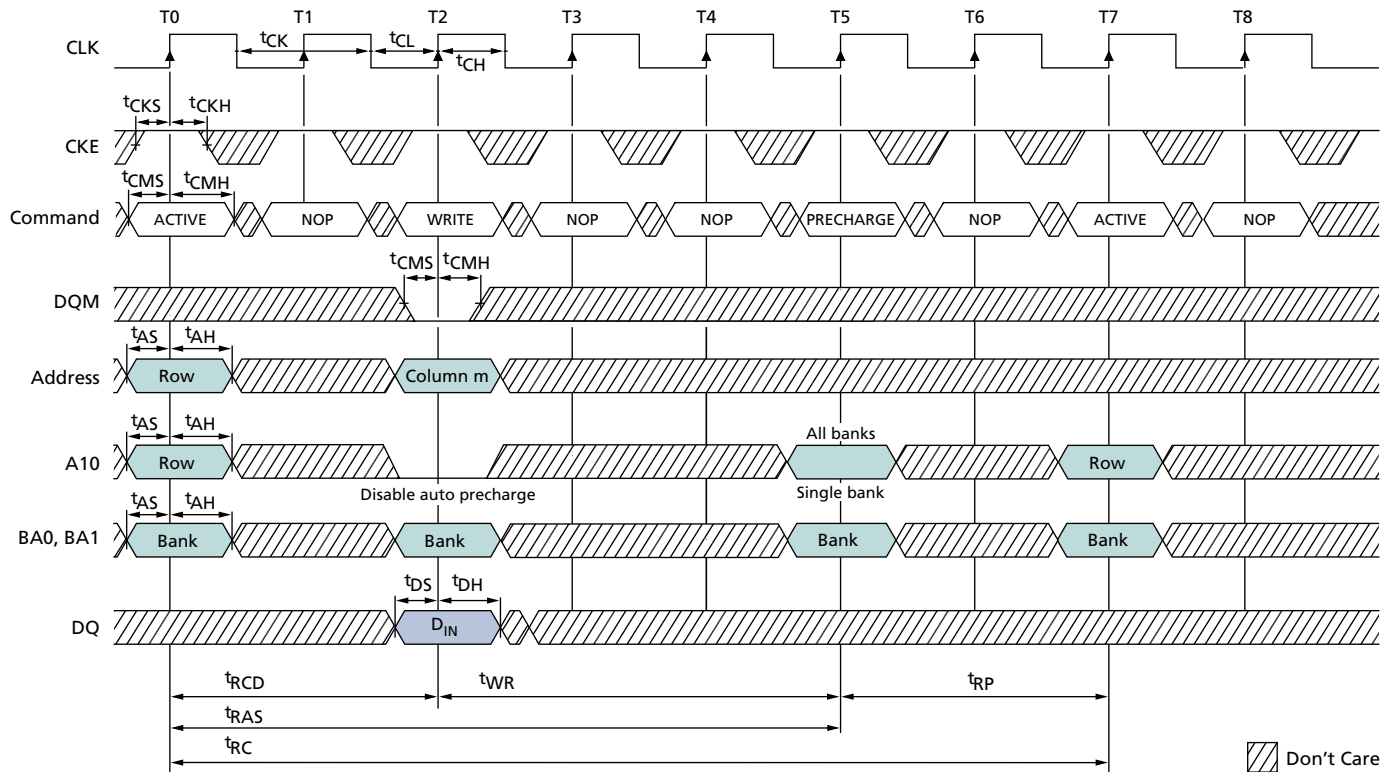 T0 T1 T2 T3 T4 T5 T6 T7 T8
CLK
tCK tCL
tCH
tCKS tCKH
CKE
tCMS tCMH
Command ACTIVE NOP WRITE NOP NOP PRECHARGE NOP ACTIVE NOP
tCMS tCMH
DQM
tAS tAH
Address Row Column m
tAS tAH All banks
A10 Row Row
Disable auto precharge Single bank
tAS tAH
BA0, BA1 Bank Bank Bank Bank
tDS tDH
DQ DIN
tRCD tWR tRP
tRAS
tRC
Don't Care